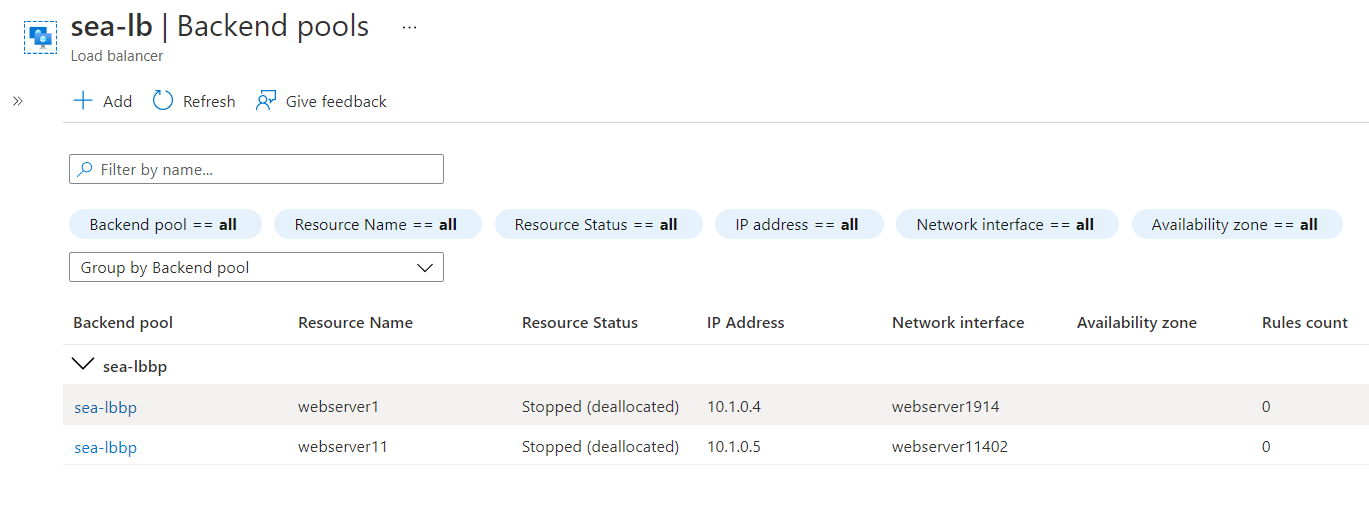 sea-lb | Backend pools ...
Load balancer
Add Refresh Give feedback
Filter by name...
Backend pool == all Resource Name == all Resource Status == all IP address == all Network interface == all Availability zone == all
Group by Backend pool
Backend pool Resource Name Resource Status IP Address Network interface Availability zone Rules count
sea-lbbp
sea-lbbp webserver1 Stopped (deallocated) 10.1.0.4 webserver1914 0
sea-lbbp webserver11 Stopped (deallocated) 10.1.0.5 webserver11402 0